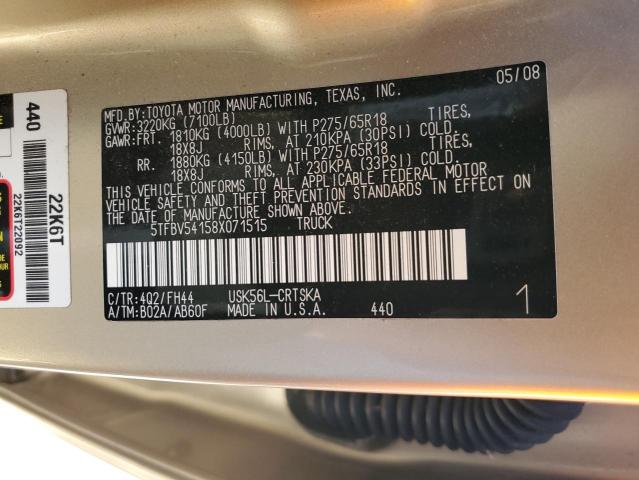 05/08
MFD.BY:TOYOTA MOTOR MANUFACTURING, TEXAS, INC.
GVWR:3220KG (7100LB)
GAWR:FRT. 1810KG (4000LB) WITH P275/65R18 TIRES,
18X8J RIMS, AT 210KPA (30PSI) COLD.
RR. 1880KG (4150LB) WITH P275/65R18 TIRES,
18X8J RIMS, AT 230KPA (33PSI) COLD.
THIS VEHICLE CONFORMS TO ALL APPLICABLE FEDERAL MOTOR
VEHICLE SAFETY AND THEFT PREVENTION STANDARDS IN EFFECT ON
THE DATE OF MANUFACTURE SHOWN ABOVE.
5TFBV54158X071515 TRUCK
C/TR:4Q2/FH44 USK56L-CRTSKA
A/TM:B02A/AB60F MADE IN U.S.A. 440
1
440
22K6T
22K6T22092